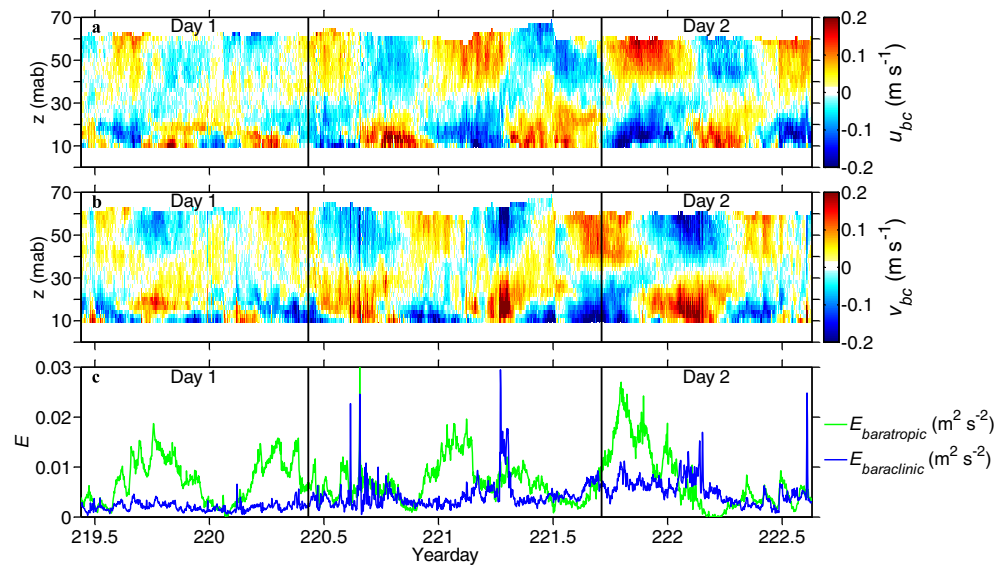 a Day 1 Day 2
70
50
30
10
z (mab)
0.2
0.1
0
-0.1
-0.2
u_bc (m s⁻¹)
b Day 1 Day 2
70
50
30
10
z (mab)
0.2
0.1
0
-0.1
-0.2
v_bc (m s⁻¹)
c Day 1 Day 2
0.03
0.02
0.01
0
E
E_baratropic (m² s⁻²)
E_baraclinic (m² s⁻²)
219.5 220 220.5 221 221.5 222 222.5
Yearday